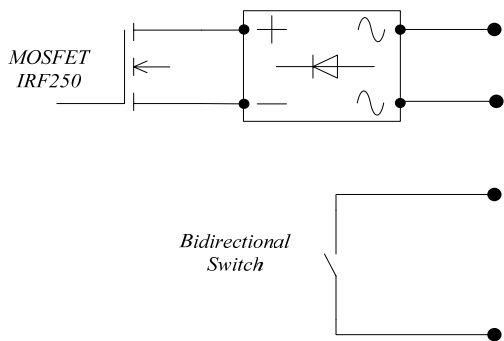 MOSFET
IRF250
+
−
Bidirectional
Switch